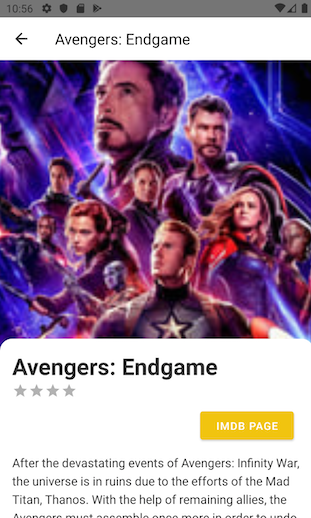 10:56
Avengers: Endgame
Avengers: Endgame
IMDB PAGE
After the devastating events of Avengers: Infinity War,
the universe is in ruins due to the efforts of the Mad
Titan, Thanos. With the help of remaining allies, the
Avengers must assemble once more in order to undo